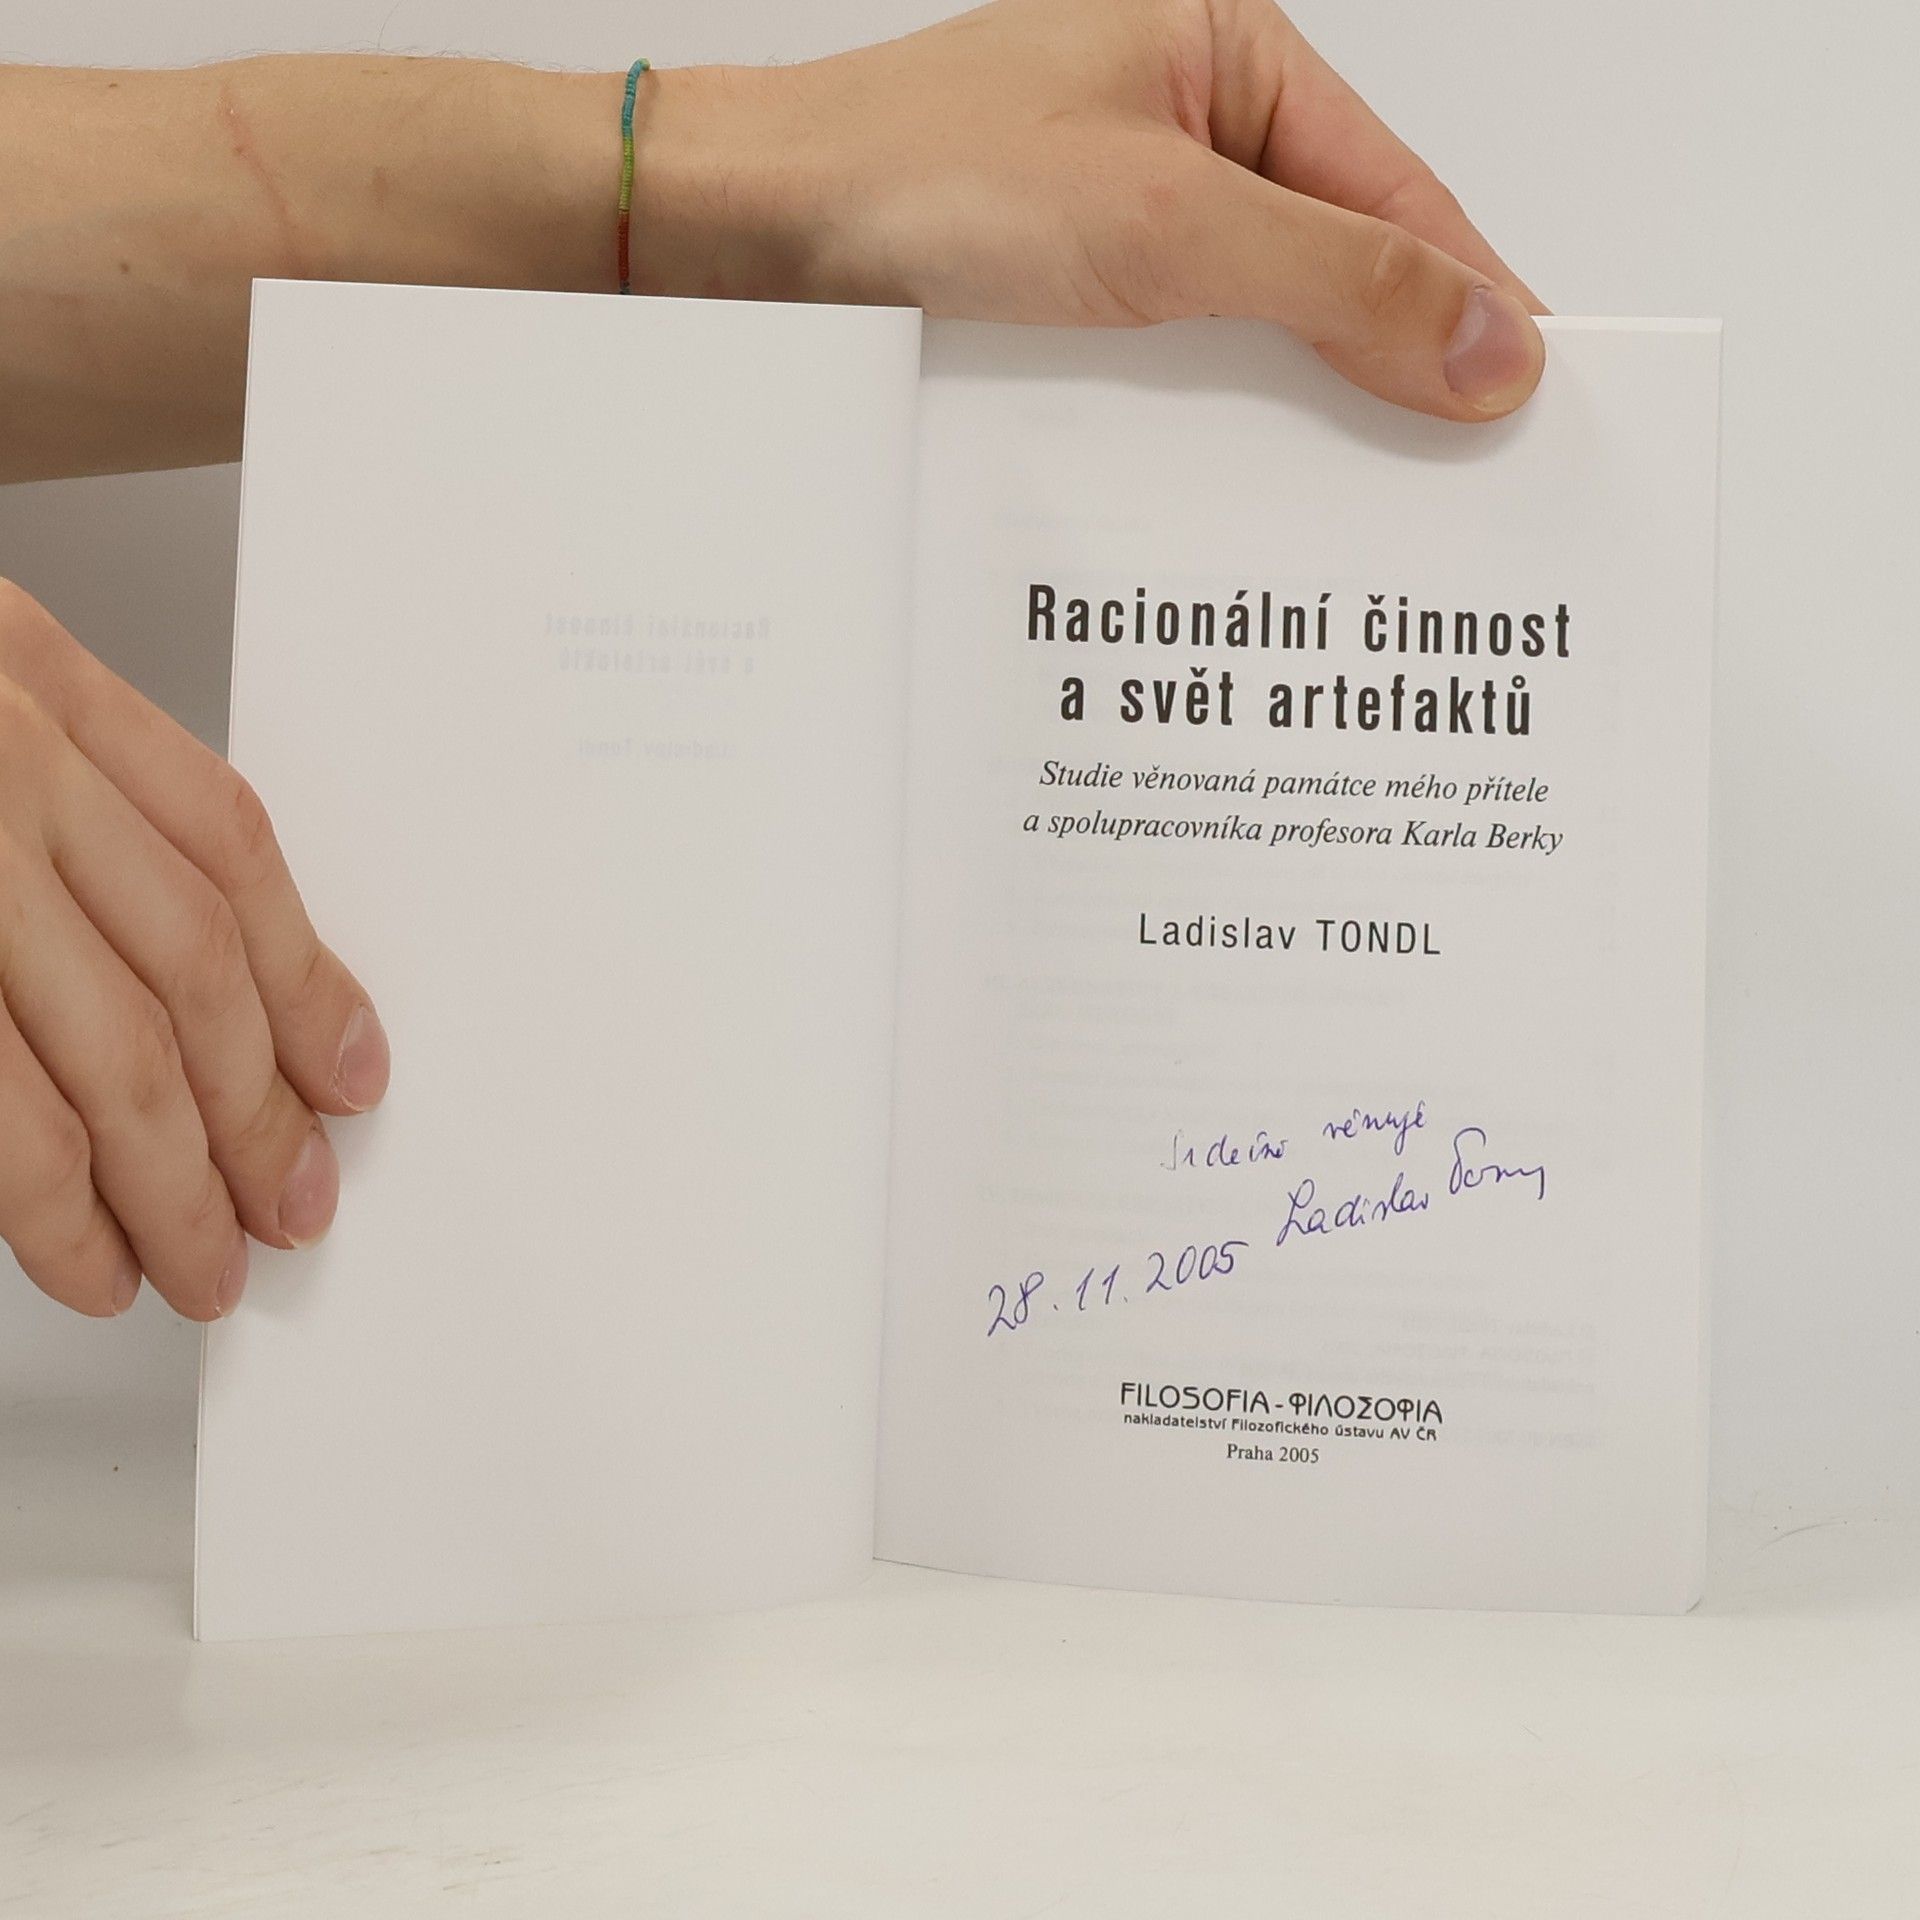 Racionální činnost
a svět artefaktů
Studie věnovaná památce mého přítele
a spolupracovníka profesora Karla Berky
Ladislav TONDL
Srdečně věnuje
Ladislav Tondl
28.11.2005
FILOSOFIA-ΦΙΛΟΣΟΦΙΑ
nakladatelství Filozofického ústavu AV ČR
Praha 2005